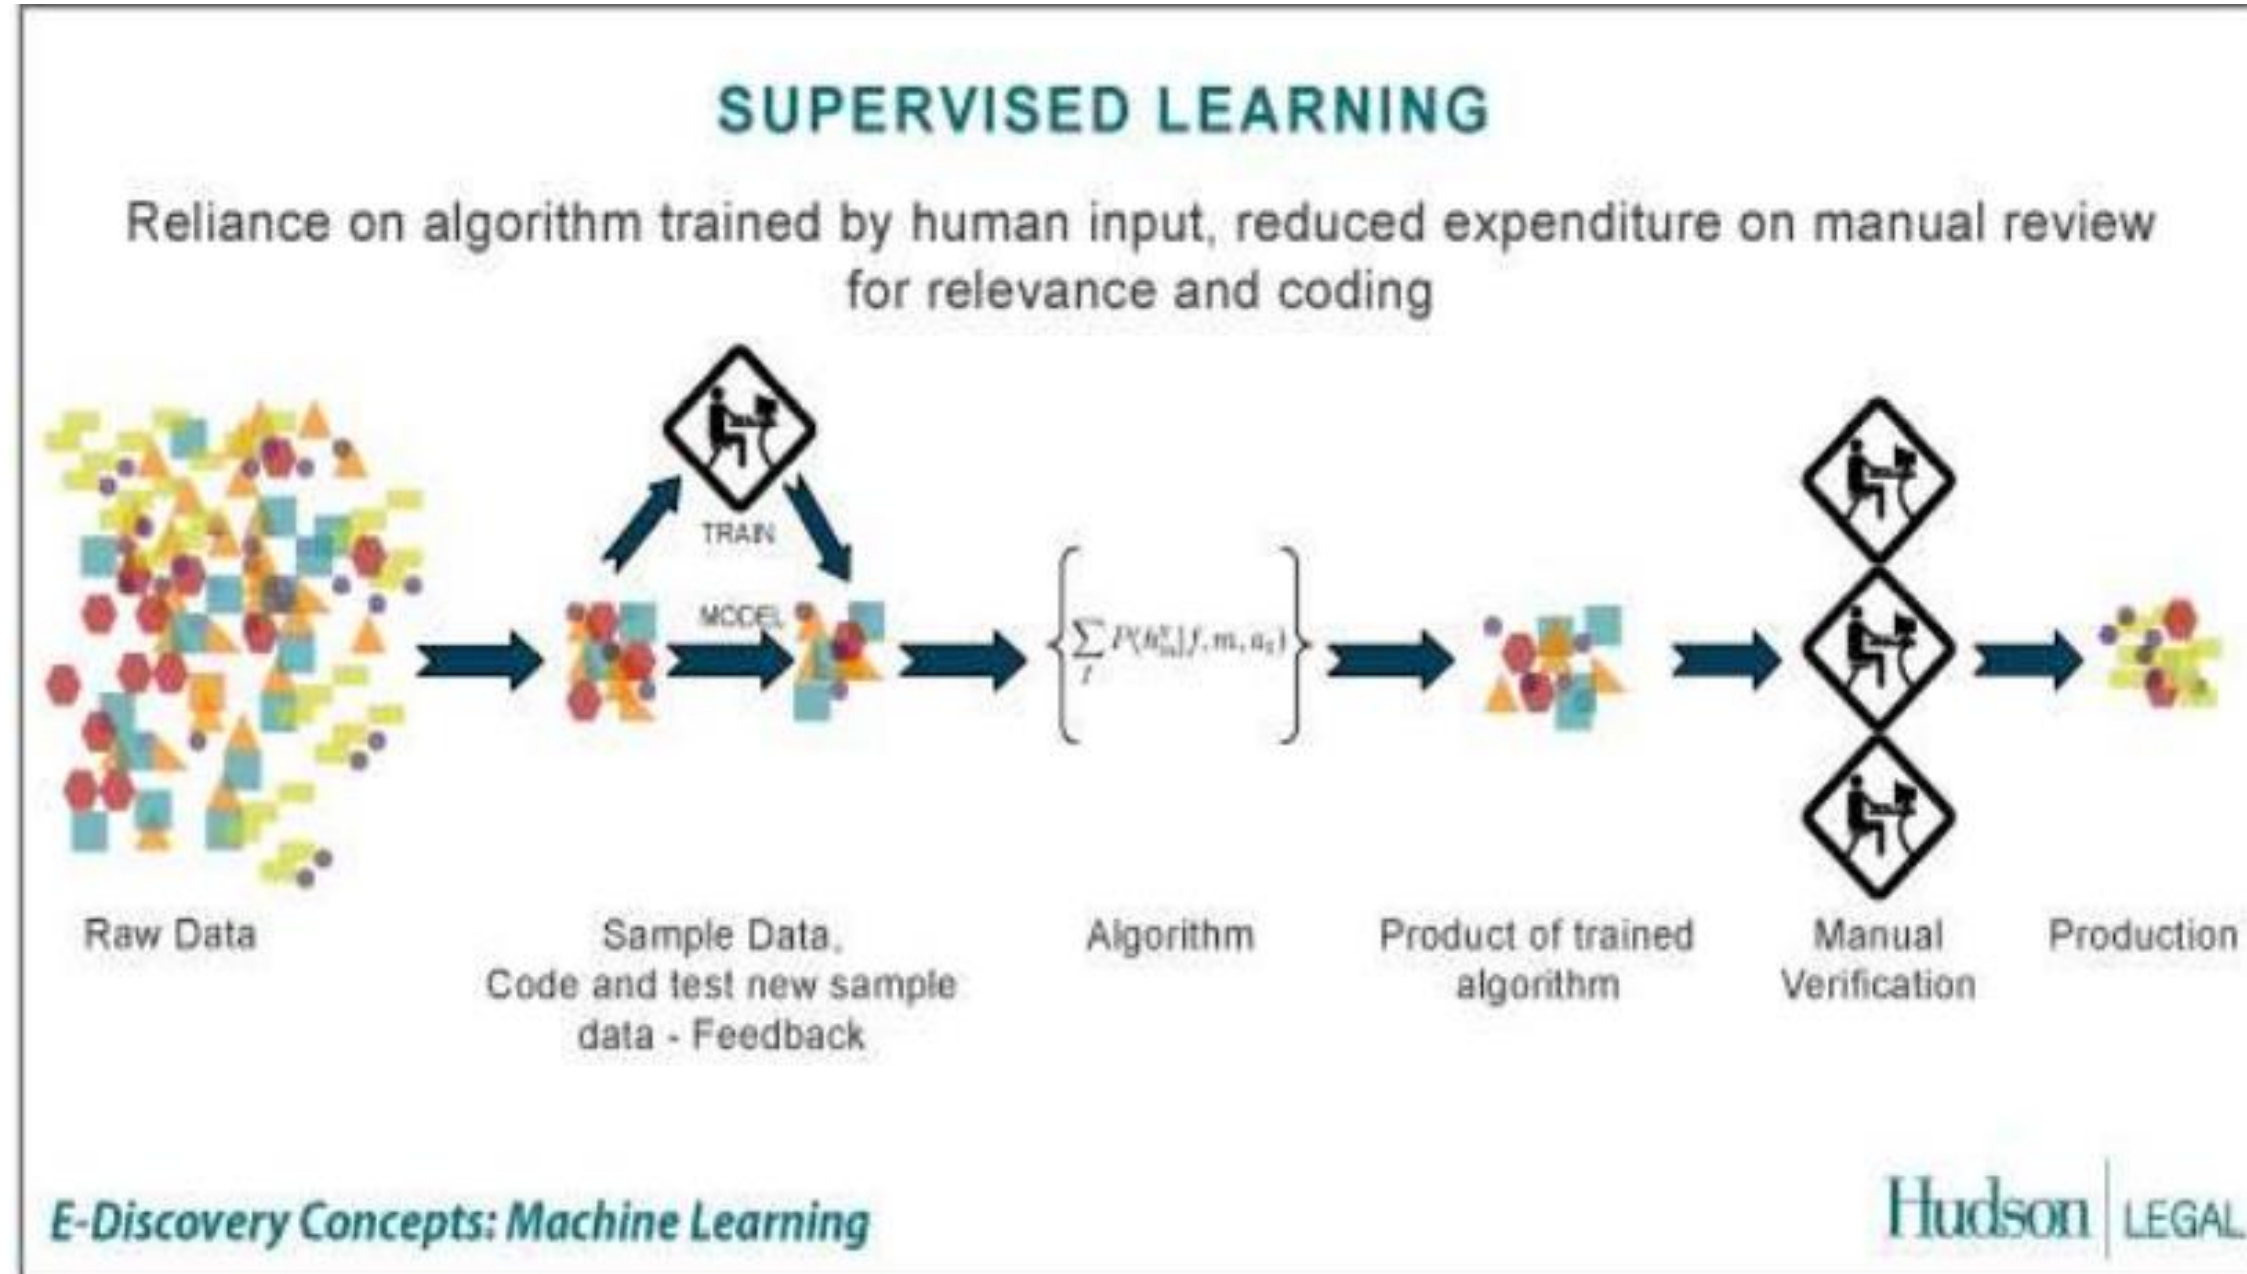 SUPERVISED LEARNING
Reliance on algorithm trained by human input, reduced expenditure on manual review
for relevance and coding
TRAIN
MODEL
Raw Data
Sample Data,
Code and test new sample
data - Feedback
Algorithm
Product of trained
algorithm
Manual
Verification
Production
E-Discovery Concepts: Machine Learning
Hudson LEGAL